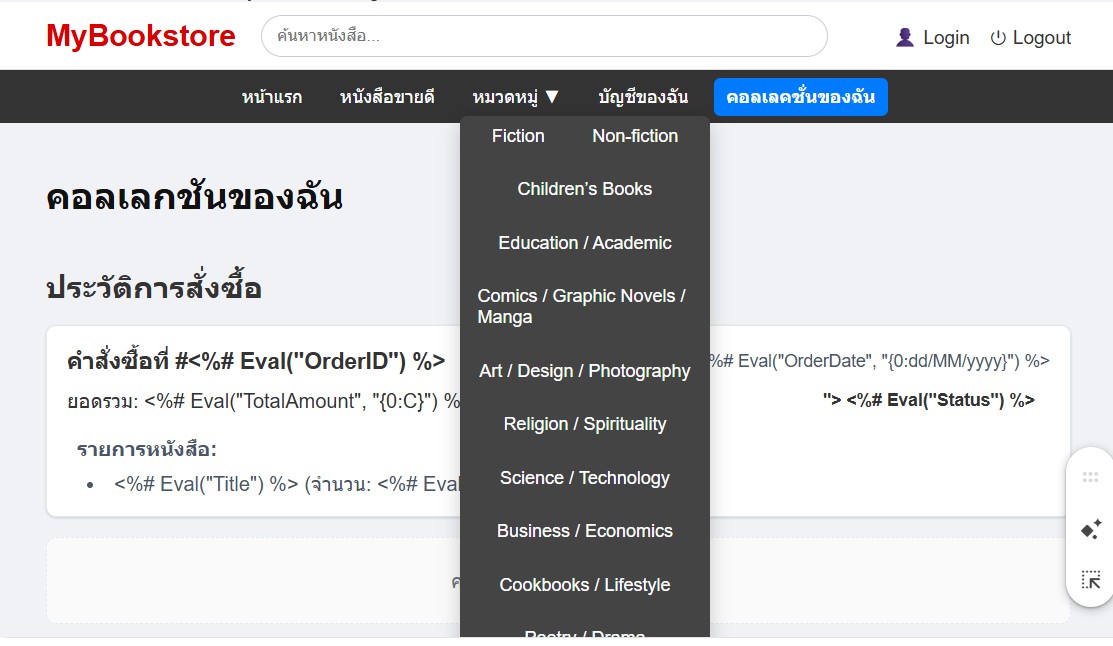 MyBookstore
ค้นหาหนังสือ...
Login
Logout
หน้าแรก
หนังสือขายดี
หมวดหมู่ ▼
บัญชีของฉัน
คอลเลคชั่นของฉัน
Fiction
Non-fiction
Children’s Books
Education / Academic
Comics / Graphic Novels /
Manga
Art / Design / Photography
Religion / Spirituality
Science / Technology
Business / Economics
Cookbooks / Lifestyle
Poetry / Drama
คอลเลกชันของฉัน
ประวัติการสั่งซื้อ
คำสั่งซื้อที่ #<%# Eval("OrderID") %>
%# Eval("OrderDate", "{0:dd/MM/yyyy}") %>
ยอดรวม: <%# Eval("TotalAmount", "{0:C}") %
"> <%# Eval("Status") %>
รายการหนังสือ:
• <%# Eval("Title") %> (จำนวน: <%# Eval